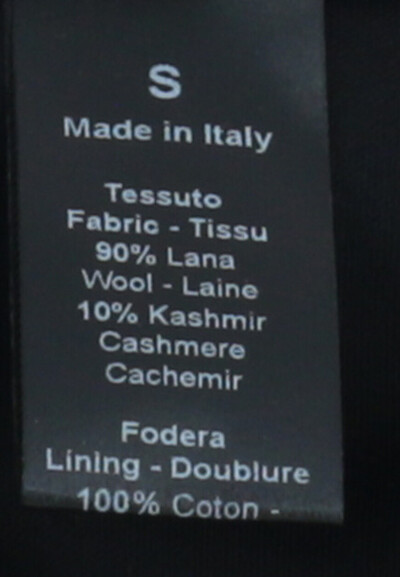 S
Made in Italy
Tessuto
Fabric - Tissu
90% Lana
Wool - Laine
10% Kashmir
Cashmere
Cachemir
Fodera
Lining - Doublure
100% Coton -